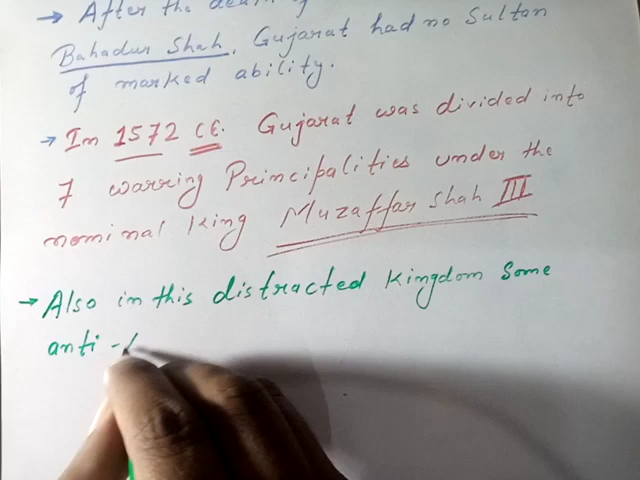 → After the death of
Bahadur Shah, Gujarat had no Sultan
of marked ability.
→ In 1572 CE. Gujarat was divided into
7 warring Principalities under the
nominal King Muzaffar Shah III
→ Also in this distracted Kingdom some
anti -